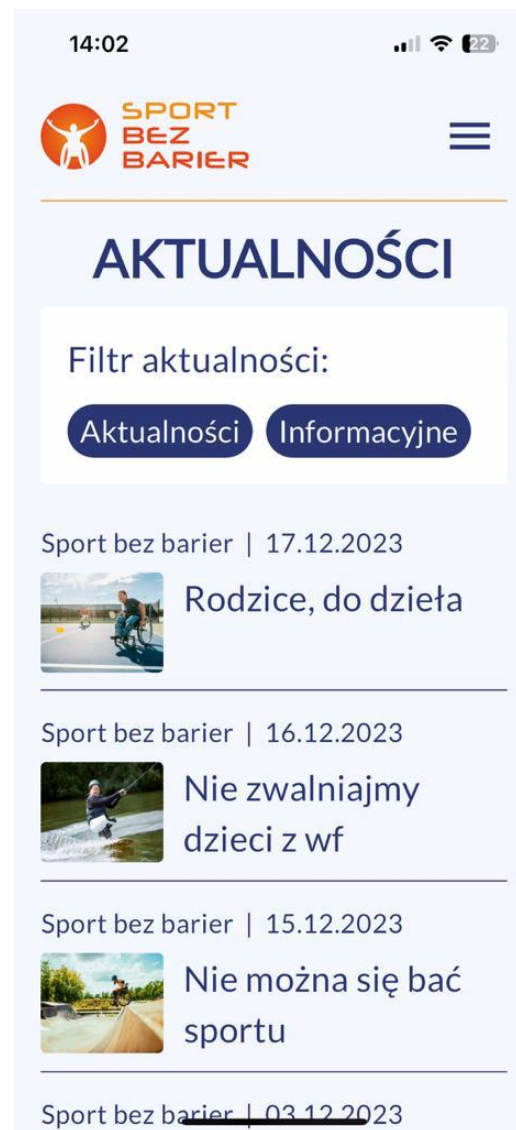 14:02
22
SPORT
BEZ
BARIER
AKTUALNOŚCI
Filtr aktualności:
Aktualności Informacyjne
Sport bez barier | 17.12.2023
Rodzice, do dzieła
Sport bez barier | 16.12.2023
Nie zwalniajmy
dzieci z wf
Sport bez barier | 15.12.2023
Nie można się bać
sportu
Sport bez barier | 03.12.2023